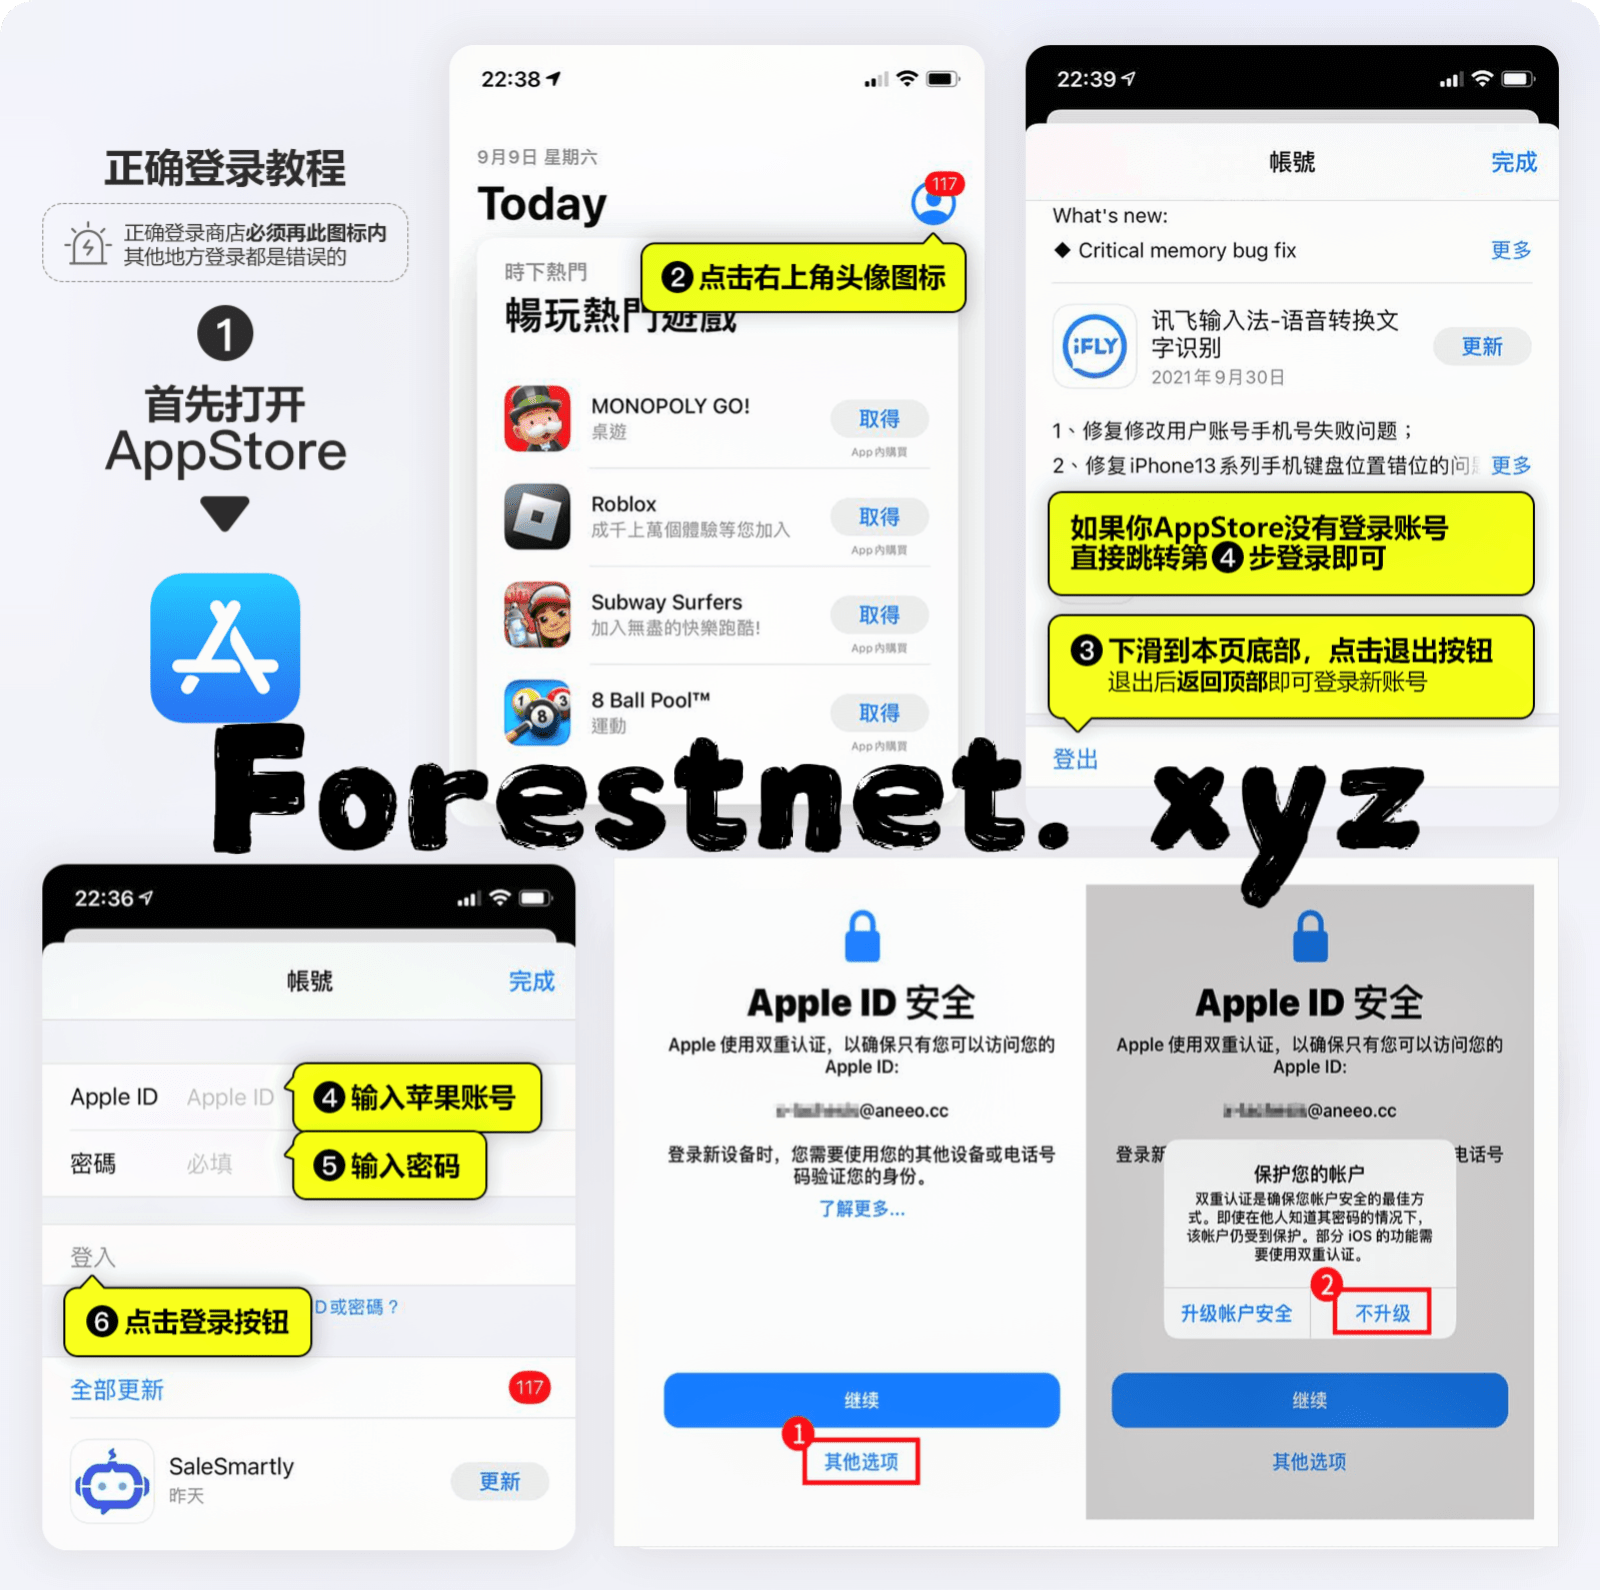 正确登录教程
正确登录商店必须再此图标内
其他地方登录都是错误的
1
首先打开
AppStore
22:38
9月9日 星期六
Today
117
2 点击右上角头像图标
時下熱門
暢玩熱門遊戲
MONOPOLY GO!
桌遊
取得
App 內購買
Roblox
成千上萬個體驗等您加入
取得
App 內購買
Subway Surfers
加入無盡的快樂跑酷!
取得
App 內購買
8 Ball Pool™
運動
取得
App 內購買
22:39
帳號
完成
What's new:
◆ Critical memory bug fix
更多
iFLY
讯飞输入法-语音转换文
字识别
2021年9月30日
更新
1、修复修改用户账号手机号失败问题；
2、修复iPhone13系列手机键盘位置错位的问
更多
如果你AppStore没有登录账号
直接跳转第4步登录即可
3 下滑到本页底部，点击退出按钮
退出后返回顶部即可登录新账号
登出
Forestnet. xyz
22:36
帳號
完成
Apple ID
Apple ID
4 输入苹果账号
密碼
必填
5 输入密码
登入
6 点击登录按钮
D或密碼？
全部更新
117
SaleSmartly
昨天
更新
Apple ID 安全
Apple 使用双重认证，以确保只有您可以访问您的
Apple ID:
@aneeo.cc
登录新设备时，您需要使用您的其他设备或电话号
码验证您的身份。
了解更多...
继续
1
其他选项
Apple ID 安全
Apple 使用双重认证，以确保只有您可以访问您的
Apple ID:
@aneeo.cc
登录新
电话号
保护您的帐户
双重认证是确保您帐户安全的最佳方
式。即使在他人知道其密码的情况下，
该帐户仍受到保护。部分 iOS 的功能需
要使用双重认证。
2
升级帐户安全
不升级
继续
其他选项